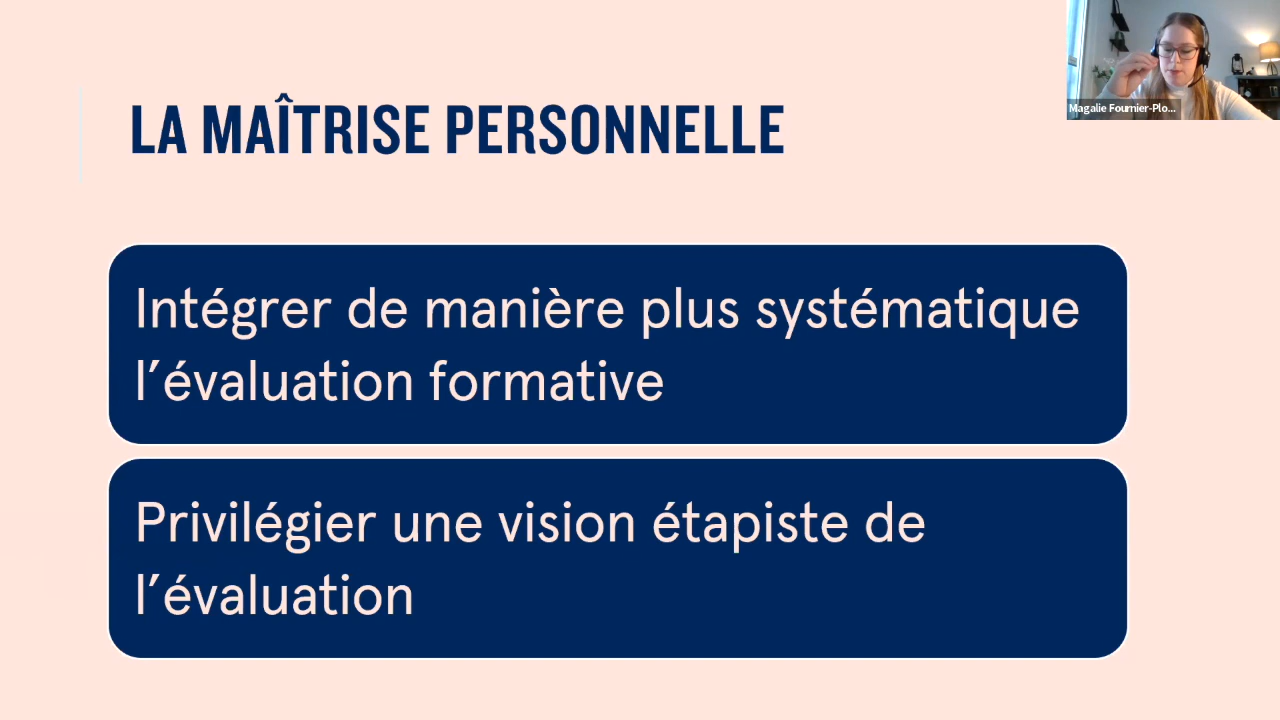 LA MAÎTRISE PERSONNELLE
Magalie Fournier-Plo...
Intégrer de manière plus systématique
l’évaluation formative
Privilégier une vision étapiste de
l’évaluation